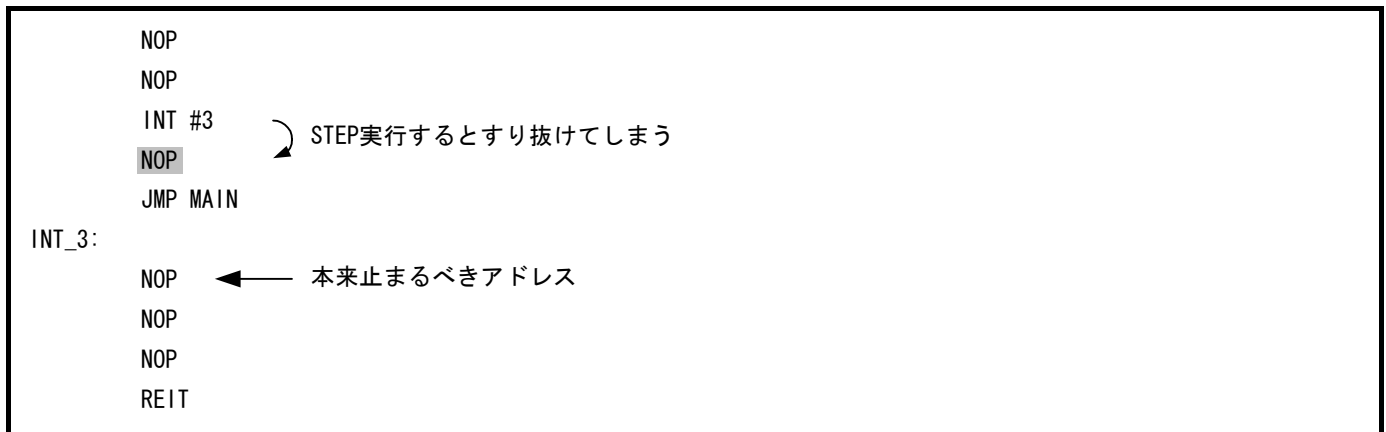 NOP
NOP
INT #3
STEP実行するとすり抜けてしまう
NOP
JMP MAIN
INT_3:
NOP 本来止まるべきアドレス
NOP
NOP
REIT